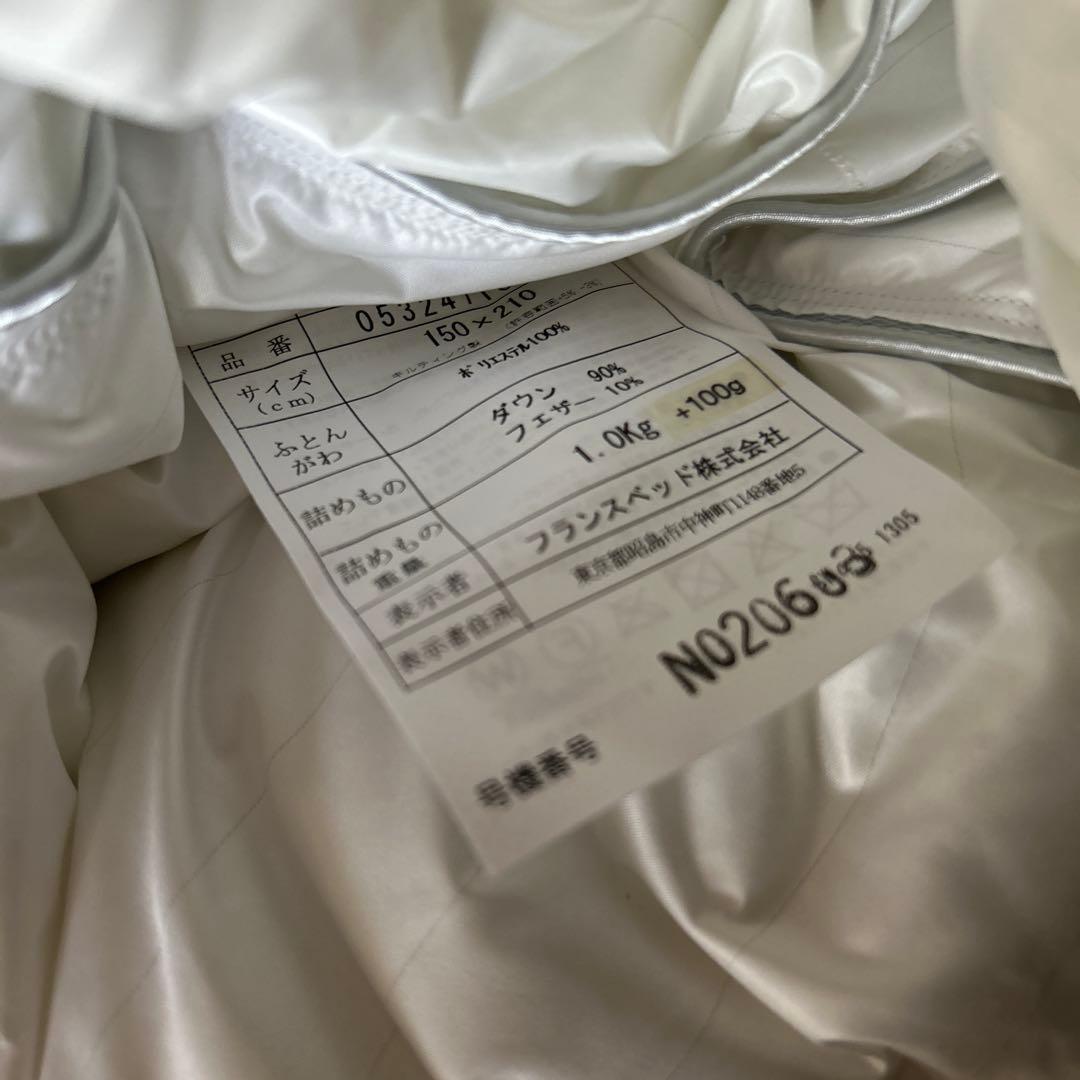 品番 05324
サイズ(cm) 150×210
キルティング製
ふとんがわ ポリエステル100%
詰めもの ダウン 90%
フェザー 10%
詰めもの重量 1.0Kg +100g
表示者 フランスベッド株式会社
表示者住所 東京都昭島市中神町1148番地5
号機番号 N0206 1305